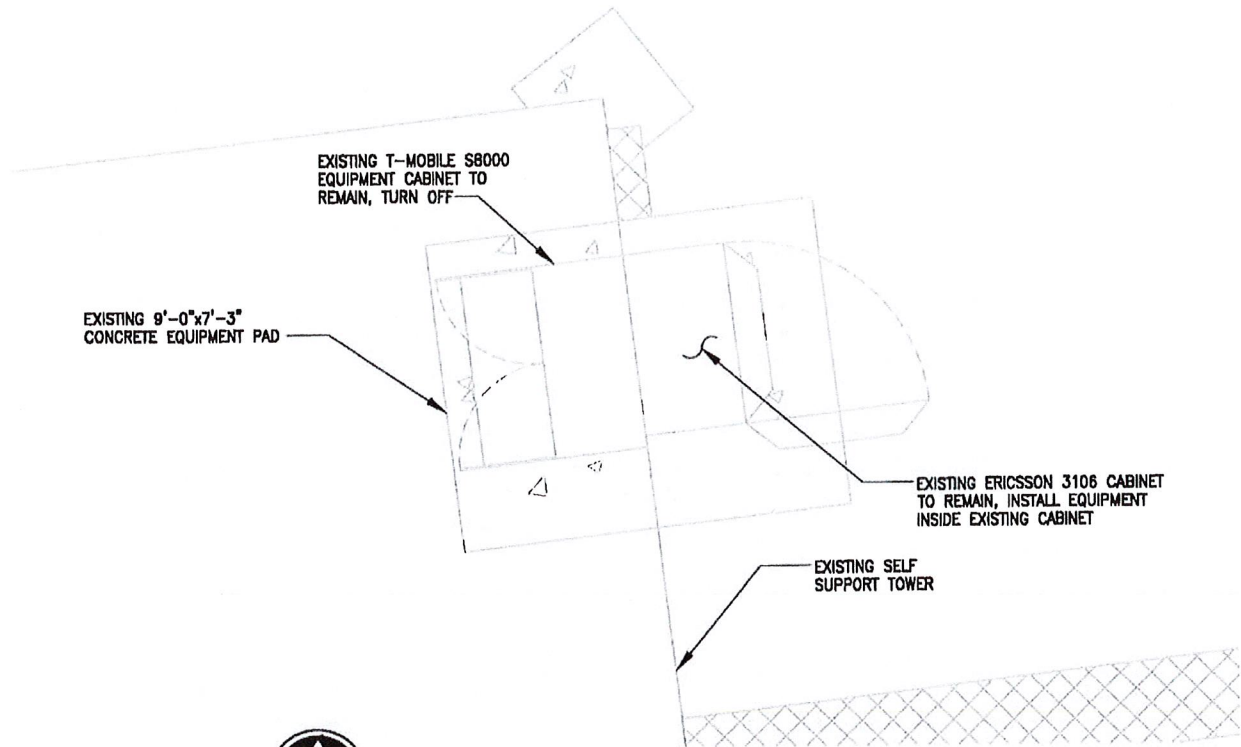 EXISTING T-MOBILE S8000
EQUIPMENT CABINET TO
REMAIN, TURN OFF
EXISTING 9'-0"x7'-3"
CONCRETE EQUIPMENT PAD
EXISTING ERICSSON 3106 CABINET
TO REMAIN, INSTALL EQUIPMENT
INSIDE EXISTING CABINET
EXISTING SELF
SUPPORT TOWER